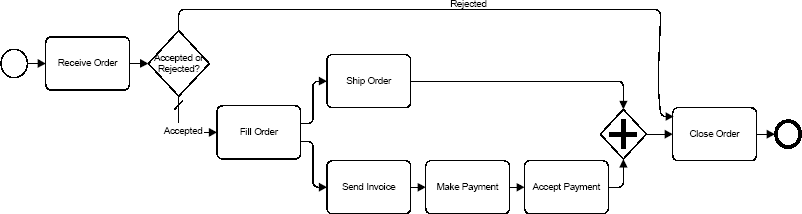 Rejected
Receive Order
Accepted or
Rejected?
Ship Order
Accepted
Fill Order
Close Order
Send Invoice
Make Payment
Accept Payment